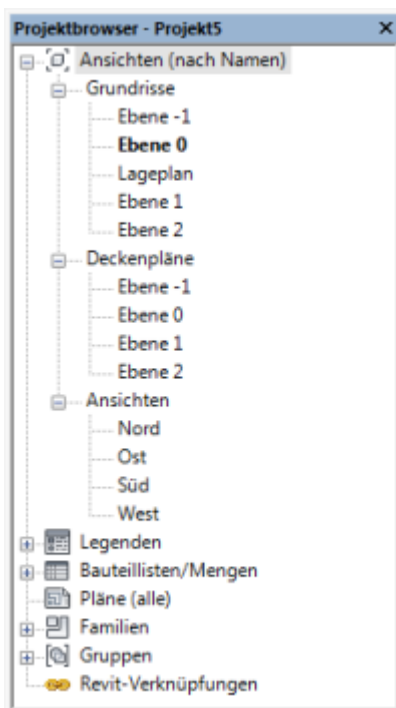 Projektbrowser - Projekt5
Ansichten (nach Namen)
Grundrisse
Ebene -1
Ebene 0
Lageplan
Ebene 1
Ebene 2
Deckenpläne
Ebene -1
Ebene 0
Ebene 1
Ebene 2
Ansichten
Nord
Ost
Süd
West
Legenden
Bauteillisten/Mengen
Pläne (alle)
Familien
Gruppen
Revit-Verknüpfungen